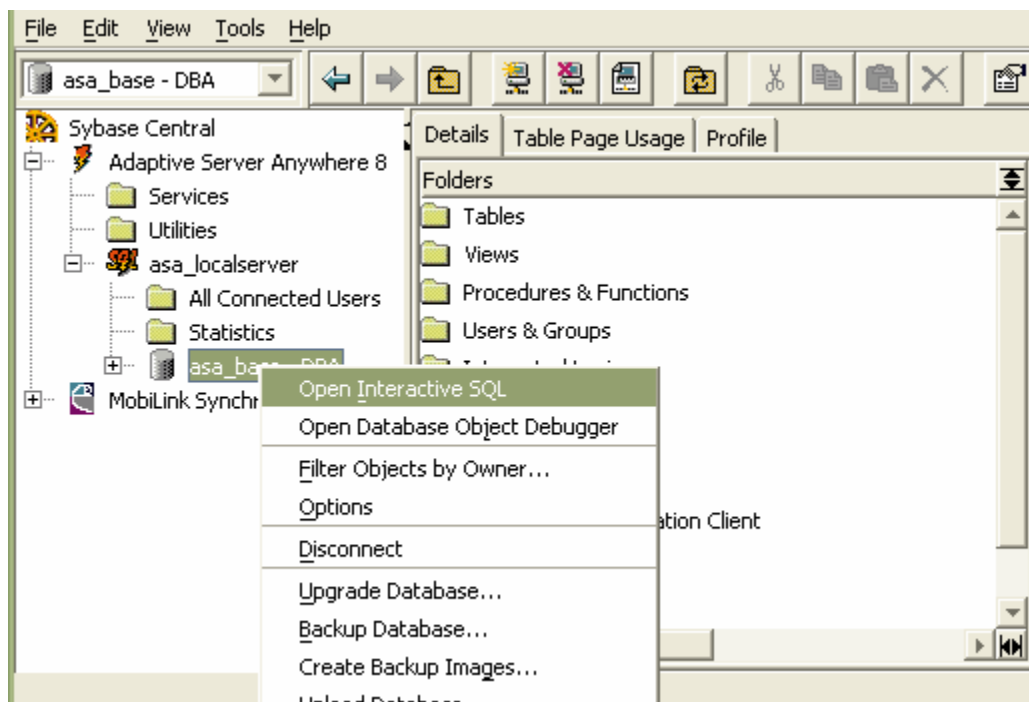 File Edit View Tools Help
asa_base - DBA
Sybase Central
Adaptive Server Anywhere 8
Services
Utilities
asa_localserver
All Connected Users
Statistics
asa_base - DBA
MobiLink Synchr
Details Table Page Usage Profile
Folders
Tables
Views
Procedures & Functions
Users & Groups
ation Client
Open Interactive SQL
Open Database Object Debugger
Filter Objects by Owner...
Options
Disconnect
Upgrade Database...
Backup Database...
Create Backup Images...